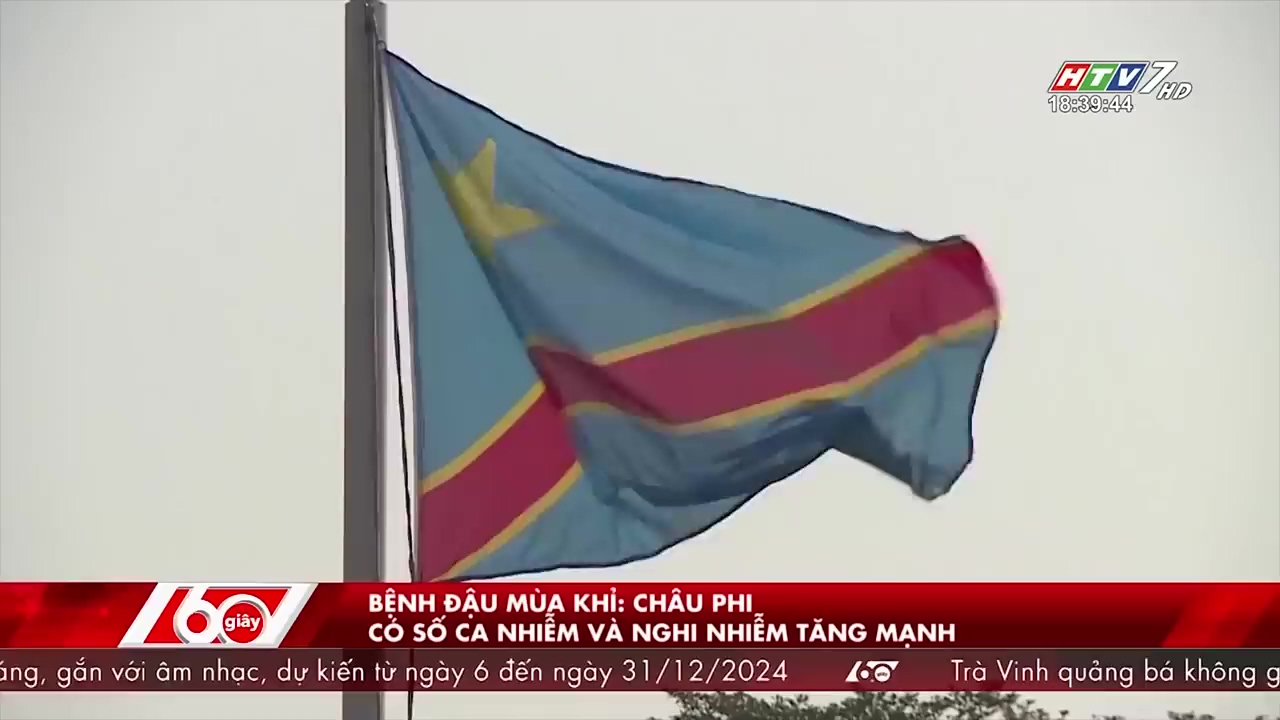 HTV7 HD
18:39:44
60 giây
BỆNH ĐẬU MÙA KHỈ: CHÂU PHI
CÓ SỐ CA NHIỄM VÀ NGHI NHIỄM TĂNG MẠNH
gắn với âm nhạc, dự kiến từ ngày 6 đến ngày 31/12/2024 60 giây Trà Vinh quảng bá không